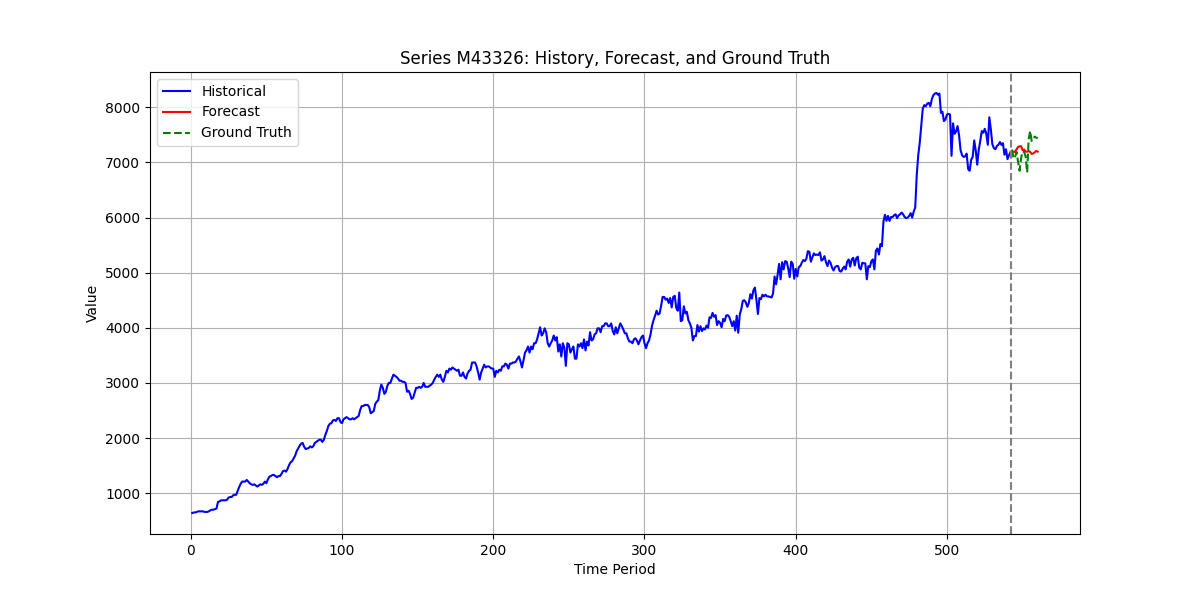 Series M43326: History, Forecast, and Ground Truth
Historical
Forecast
Ground Truth
8000
7000
6000
5000
4000
3000
2000
1000
Value
0
100
200
300
400
500
Time Period